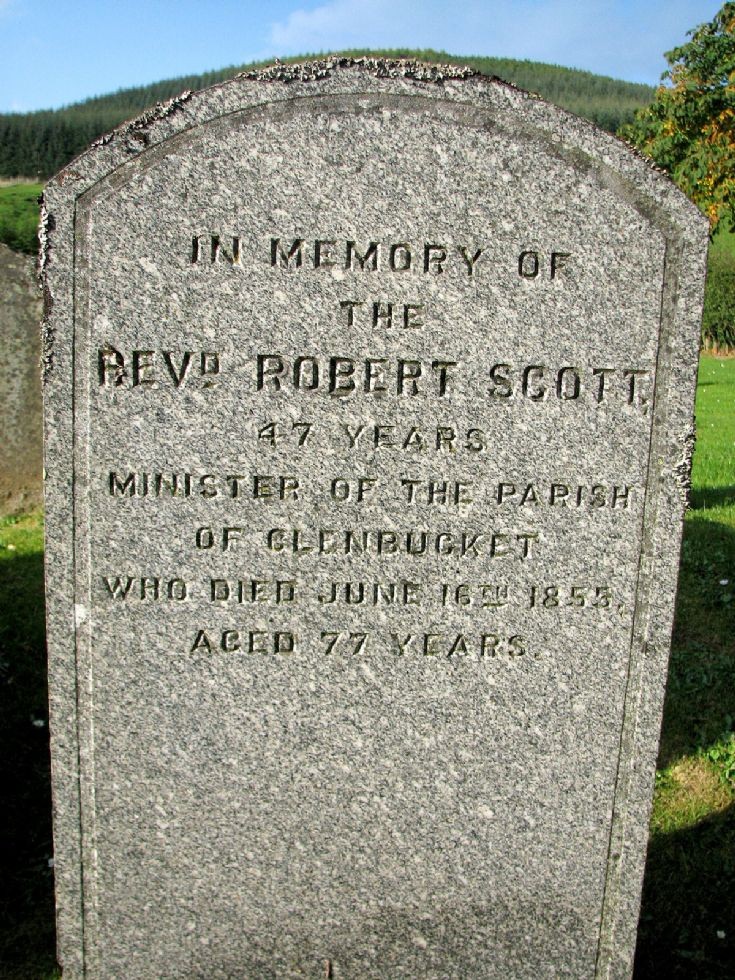 IN MEMORY OF
THE
REVD ROBERT SCOTT,
47 YEARS
MINISTER OF THE PARISH
OF GLENBUCKET
WHO DIED JUNE 16TH 1855,
AGED 77 YEARS.